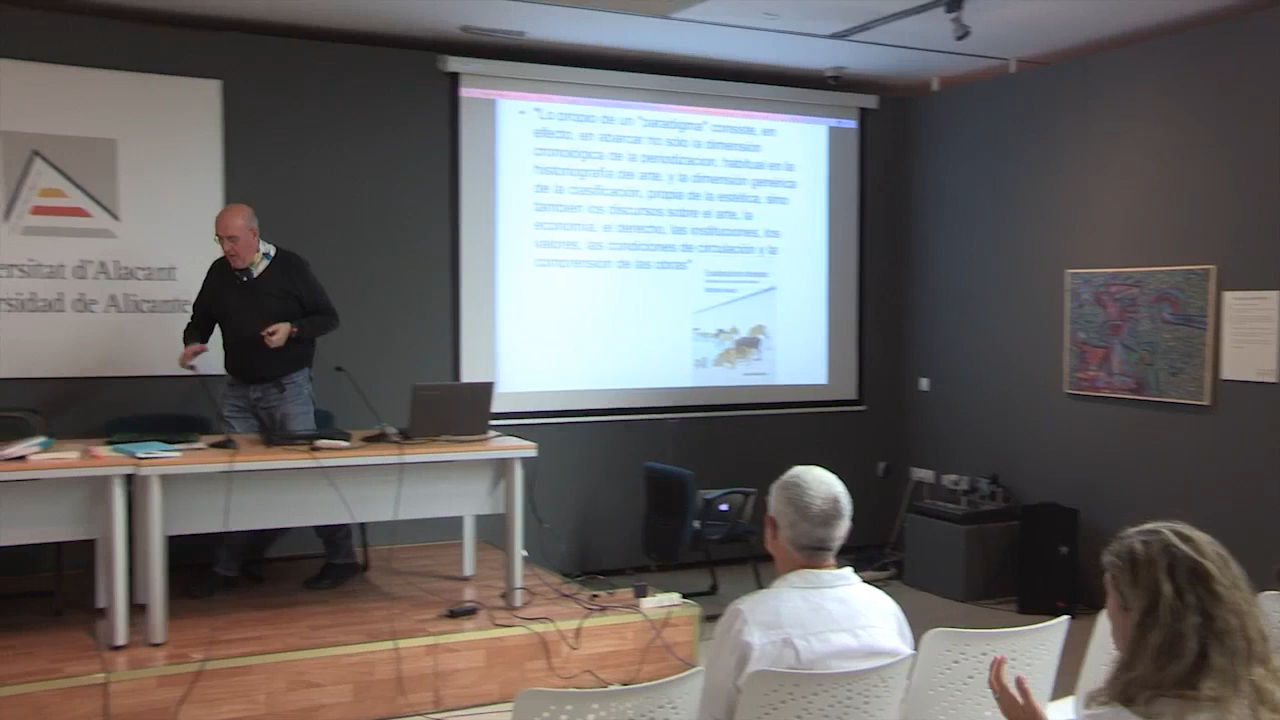 ersitat d'Alacant
rsidad de Alicante
– "Lo propio de un "paradigma" consiste, en
efecto, en abarcar no sólo la dimensión
cronológica de la periodización, habitual en la
historiografía del arte, y la dimensión genérica
de la clasificación, propia de la estética, sino
también los discursos sobre el arte, la
economía, el derecho, las instituciones, los
valores, las condiciones de circulación y la
comprensión de las obras"